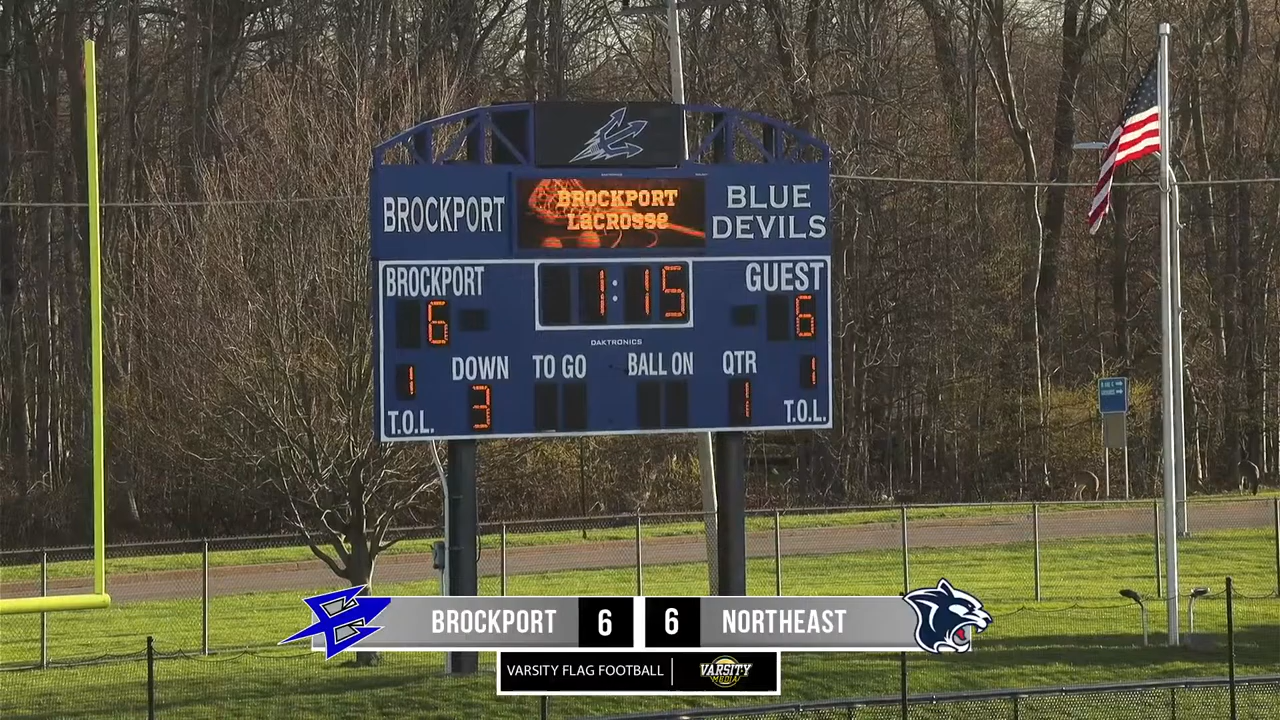 BROCKPORT
BROCKPORT
LACROSSE
BLUE
DEVILS
BROCKPORT
1:15
GUEST
6
6
DAKTRONICS
DOWN
TO GO
BALL ON
QTR
1
3
1
1
T.O.L.
T.O.L.
BROCKPORT 6
6 NORTHEAST
VARSITY FLAG FOOTBALL
VARSITY
MEDIA